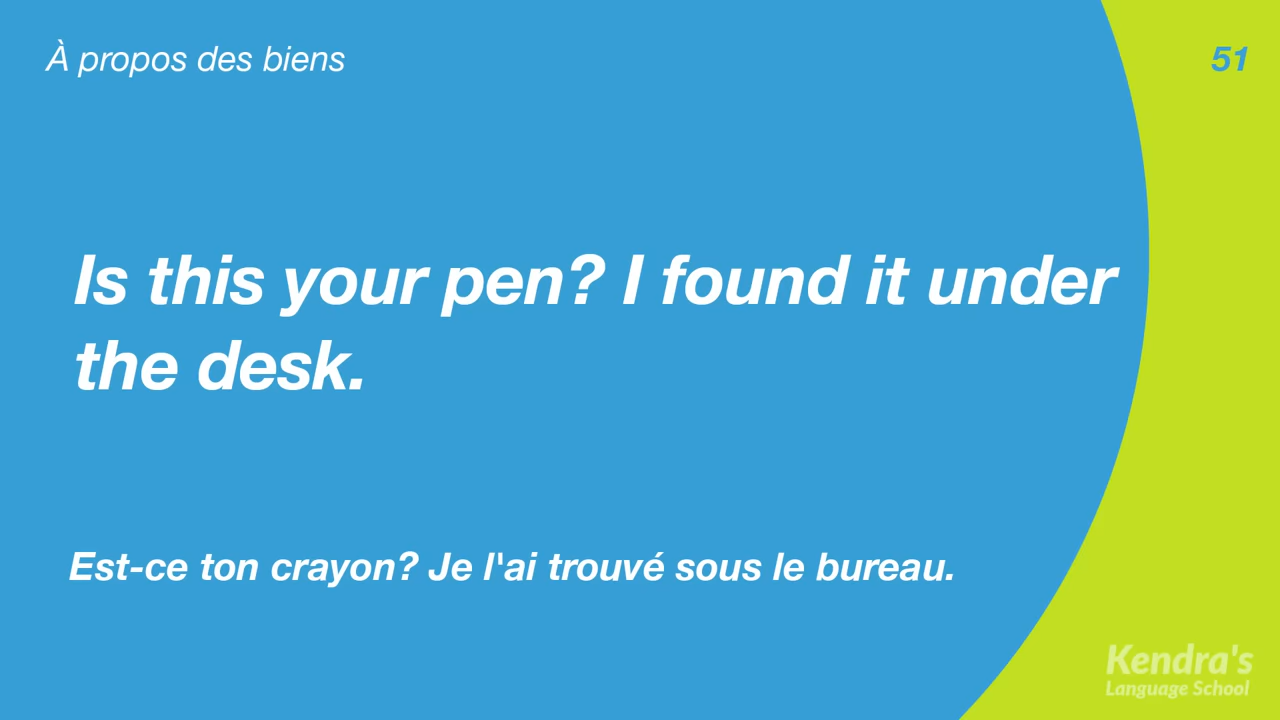 À propos des biens
51
Is this your pen? I found it under
the desk.
Est-ce ton crayon? Je l'ai trouvé sous le bureau.
Kendra's
Language School